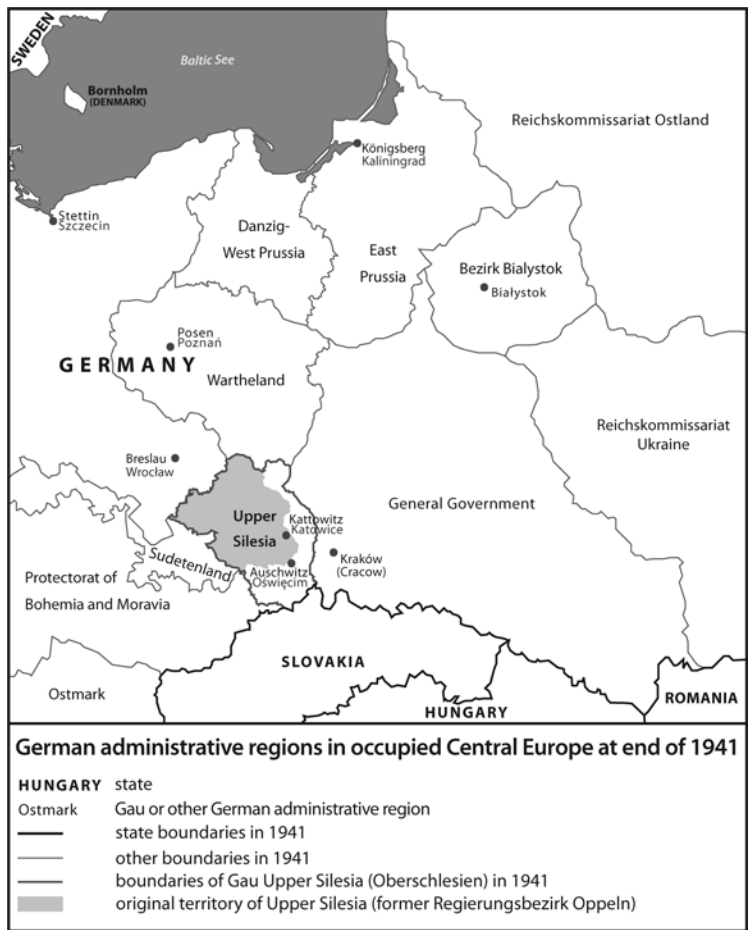 SWEDEN
Baltic See
Bornholm
(DENMARK)
Reichskommissariat Ostland
Königsberg
Kaliningrad
Stettin
Szczecin
Danzig-
West Prussia
East
Prussia
Bezirk Bialystok
Białystok
Posen
Poznań
GERMANY
Wartheland
Reichskommissariat
Ukraine
Breslau
Wrocław
General Government
Upper
Silesia
Kattowitz
Katowice
Kraków
(Cracow)
Auschwitz
Oświęcim
Sudetenland
Protectorat of
Bohemia and Moravia
SLOVAKIA
Ostmark
HUNGARY
ROMANIA
German administrative regions in occupied Central Europe at end of 1941
HUNGARY state
Ostmark Gau or other German administrative region
state boundaries in 1941
other boundaries in 1941
boundaries of Gau Upper Silesia (Oberschlesien) in 1941
original territory of Upper Silesia (former Regierungsbezirk Oppeln)